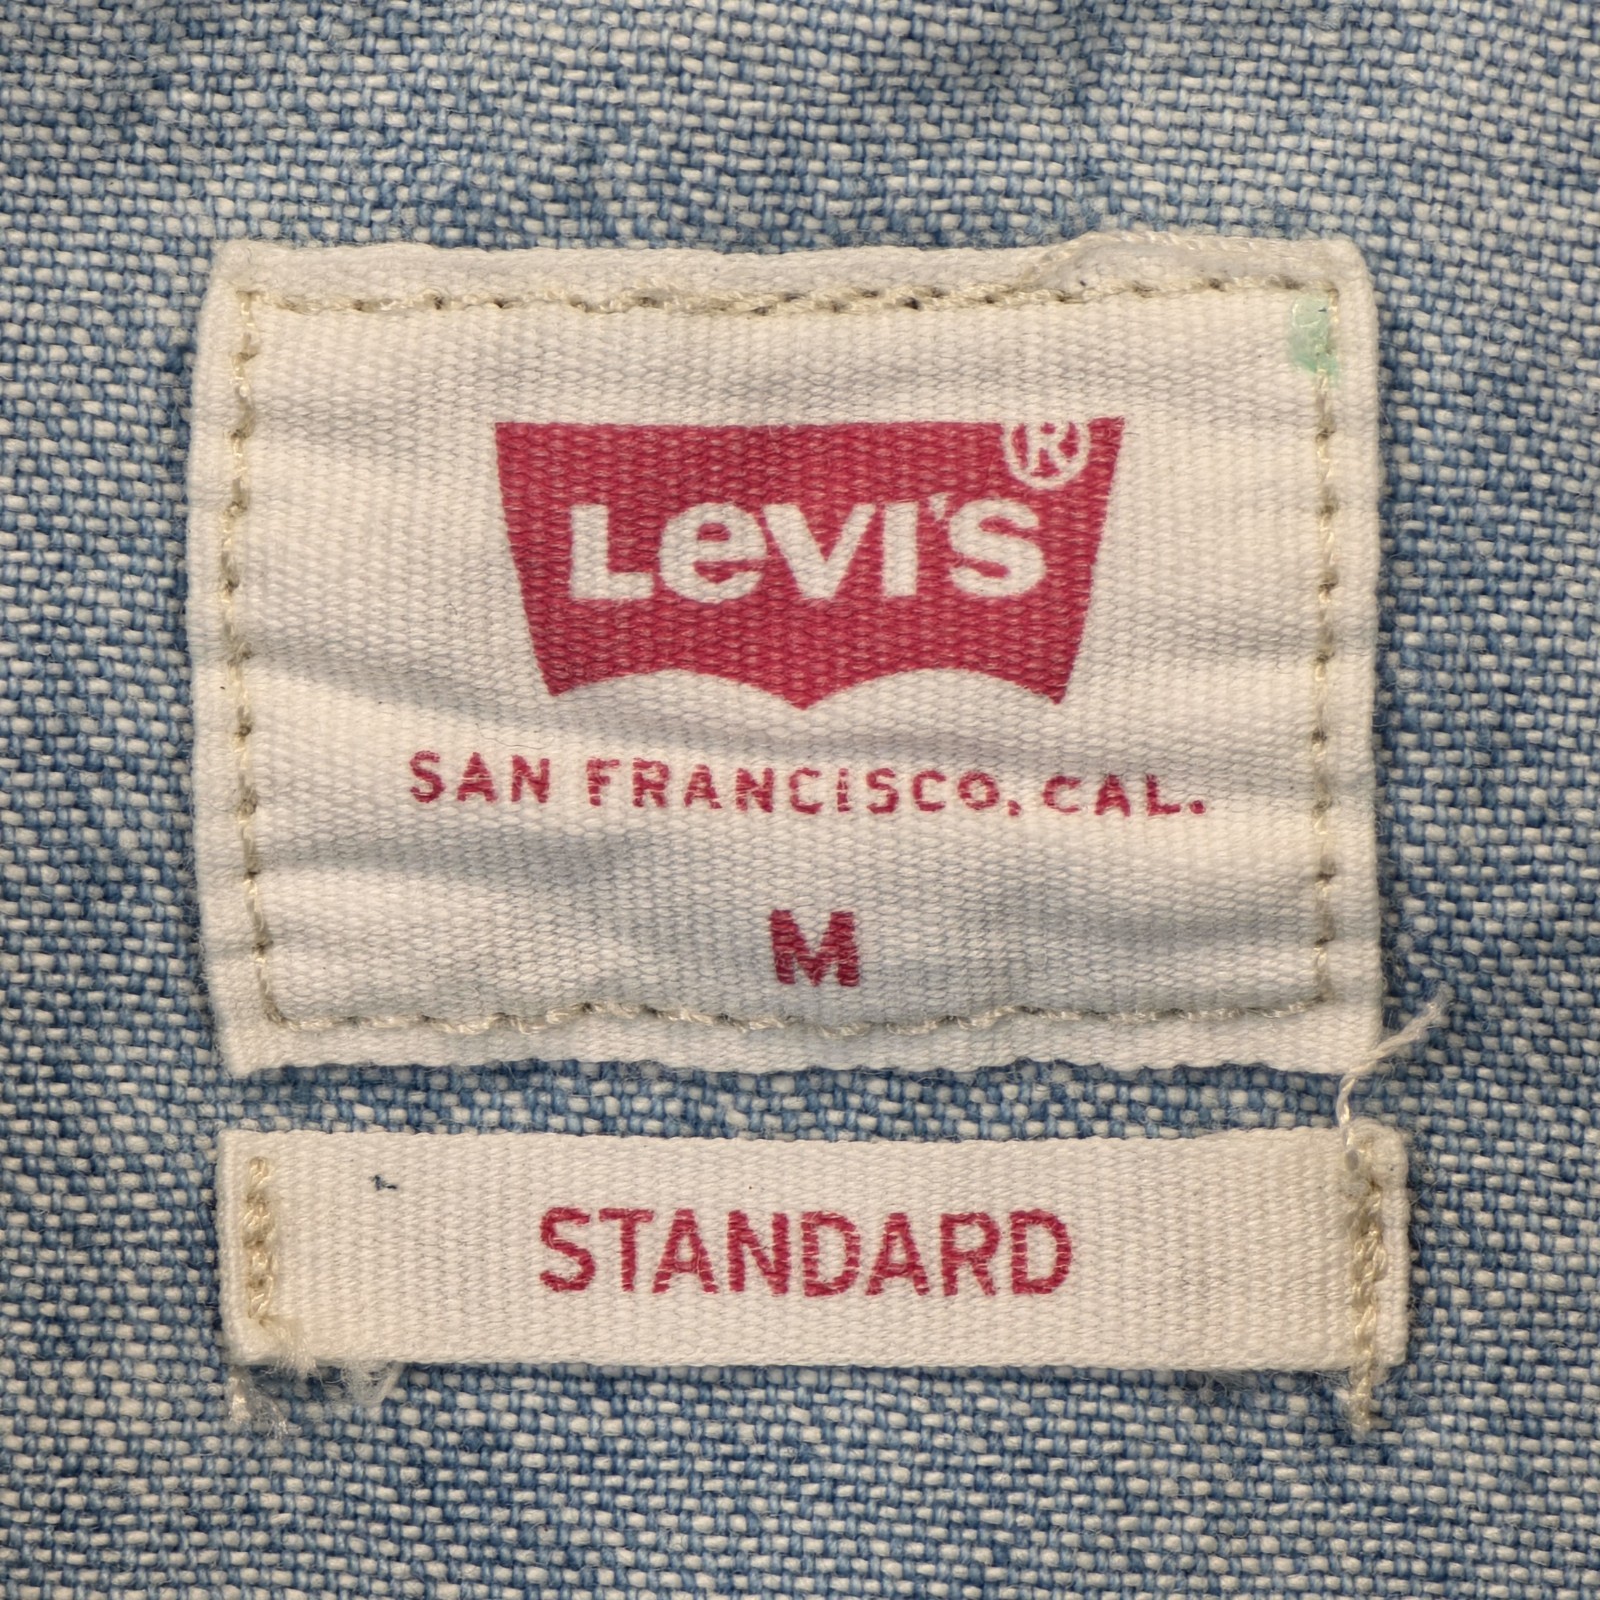 Levi's®
SAN FRANCISCO, CAL.
M
STANDARD